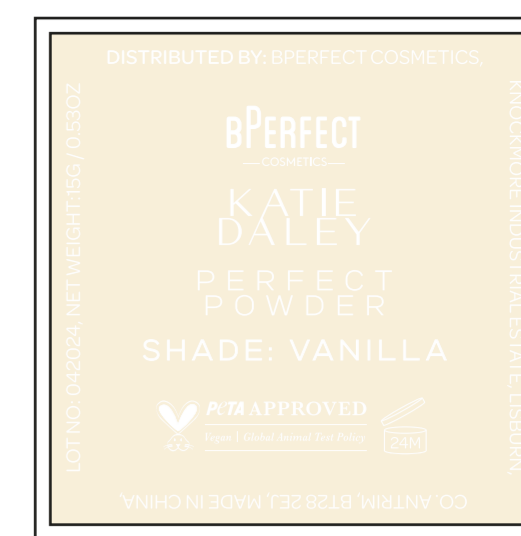 DISTRIBUTED BY: BPERFECT COSMETICS,
KNOCKMORE INDUSTRIAL ESTATE, LISBURN,
CO. ANTRIM, BT28 2EJ, MADE IN CHINA,
LOT NO: 042024, NET WEIGHT:15G / 0.53OZ
BPERFECT
COSMETICS
KATIE
DALEY
PERFECT
POWDER
SHADE: VANILLA
PETA APPROVED
Vegan | Global Animal Test Policy
24M